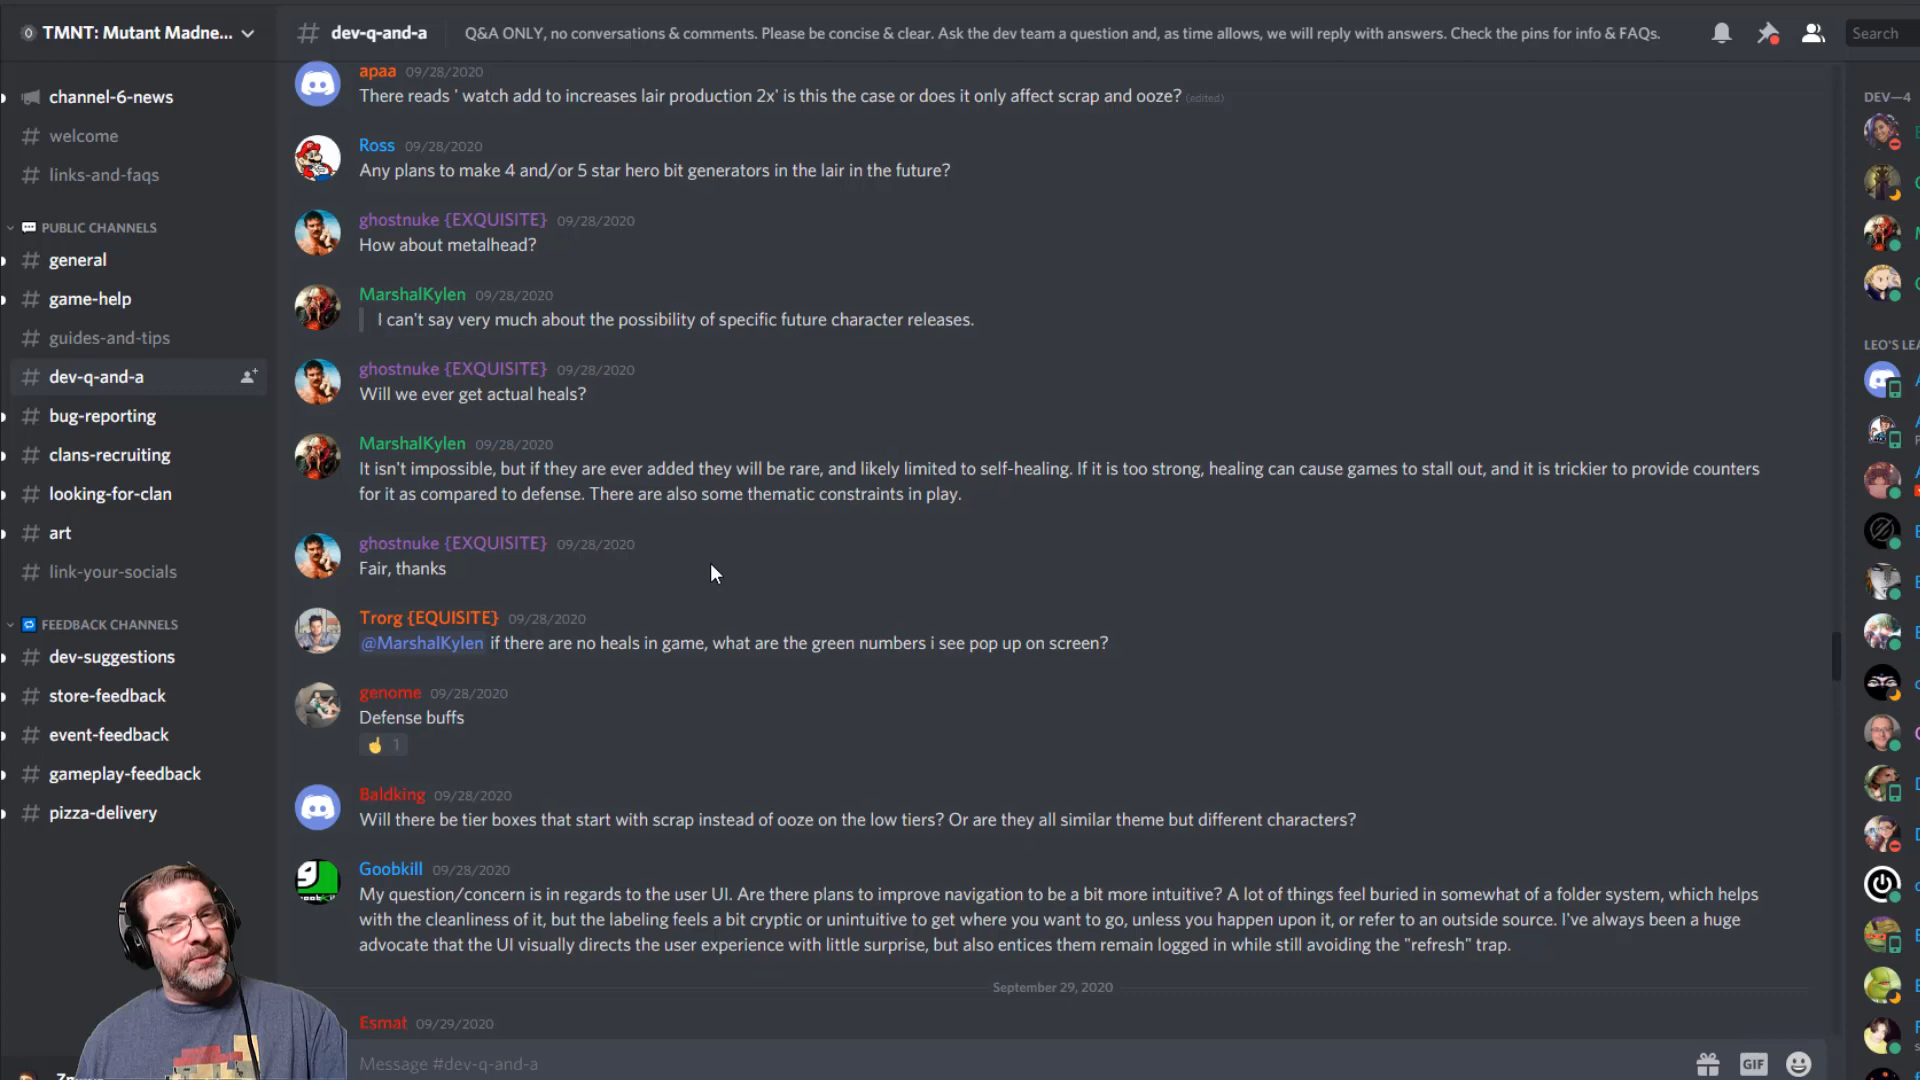 TMNT: Mutant Madne...
# dev-q-and-a
Q&A ONLY, no conversations & comments. Please be concise & clear. Ask the dev team a question and, as time allows, we will reply with answers. Check the pins for info & FAQs.
Search
channel-6-news
# welcome
# links-and-faqs
PUBLIC CHANNELS
# general
# game-help
# guides-and-tips
# dev-q-and-a
# bug-reporting
# clans-recruiting
# looking-for-clan
# art
# link-your-socials
FEEDBACK CHANNELS
# dev-suggestions
# store-feedback
# event-feedback
# gameplay-feedback
# pizza-delivery
apaa 09/28/2020
There reads ' watch add to increases lair production 2x' is this the case or does it only affect scrap and ooze? (edited)
Ross 09/28/2020
Any plans to make 4 and/or 5 star hero bit generators in the lair in the future?
ghostnuke {EXQUISITE} 09/28/2020
How about metalhead?
MarshalKylen 09/28/2020
I can't say very much about the possibility of specific future character releases.
ghostnuke {EXQUISITE} 09/28/2020
Will we ever get actual heals?
MarshalKylen 09/28/2020
It isn't impossible, but if they are ever added they will be rare, and likely limited to self-healing. If it is too strong, healing can cause games to stall out, and it is trickier to provide counters
for it as compared to defense. There are also some thematic constraints in play.
ghostnuke {EXQUISITE} 09/28/2020
Fair, thanks
Trorg {EQUISITE} 09/28/2020
@MarshalKylen if there are no heals in game, what are the green numbers i see pop up on screen?
genome 09/28/2020
Defense buffs
1
Baldking 09/28/2020
Will there be tier boxes that start with scrap instead of ooze on the low tiers? Or are they all similar theme but different characters?
Goobkill 09/28/2020
My question/concern is in regards to the user UI. Are there plans to improve navigation to be a bit more intuitive? A lot of things feel buried in somewhat of a folder system, which helps
with the cleanliness of it, but the labeling feels a bit cryptic or unintuitive to get where you want to go, unless you happen upon it, or refer to an outside source. I've always been a huge
advocate that the UI visually directs the user experience with little surprise, but also entices them remain logged in while still avoiding the "refresh" trap.
September 29, 2020
Esmat 09/29/2020
Message #dev-q-and-a
GIF
DEV—4
LEO'S LEA